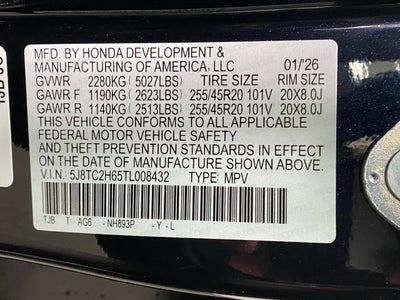 MFD. BY HONDA DEVELOPMENT &
MANUFACTURING OF AMERICA, LLC 01/26
GVWR 2280KG (5027LBS) TIRE SIZE RIM SIZE
GAWR F 1190KG (2623LBS) 255/45R20 101V 20X8.0J
GAWR R 1140KG (2513LBS) 255/45R20 101V 20X8.0J
THIS VEHICLE CONFORMS TO ALL APPLICABLE
FEDERAL MOTOR VEHICLE SAFETY
AND THEFT PREVENTION STANDARDS IN EFFECT ON THE
DATE OF MANUFACTURE SHOWN ABOVE.
V.I.N.: 5J8TC2H65TL008432 TYPE: MPV
TJB T AG6 -NH893P -Y-L